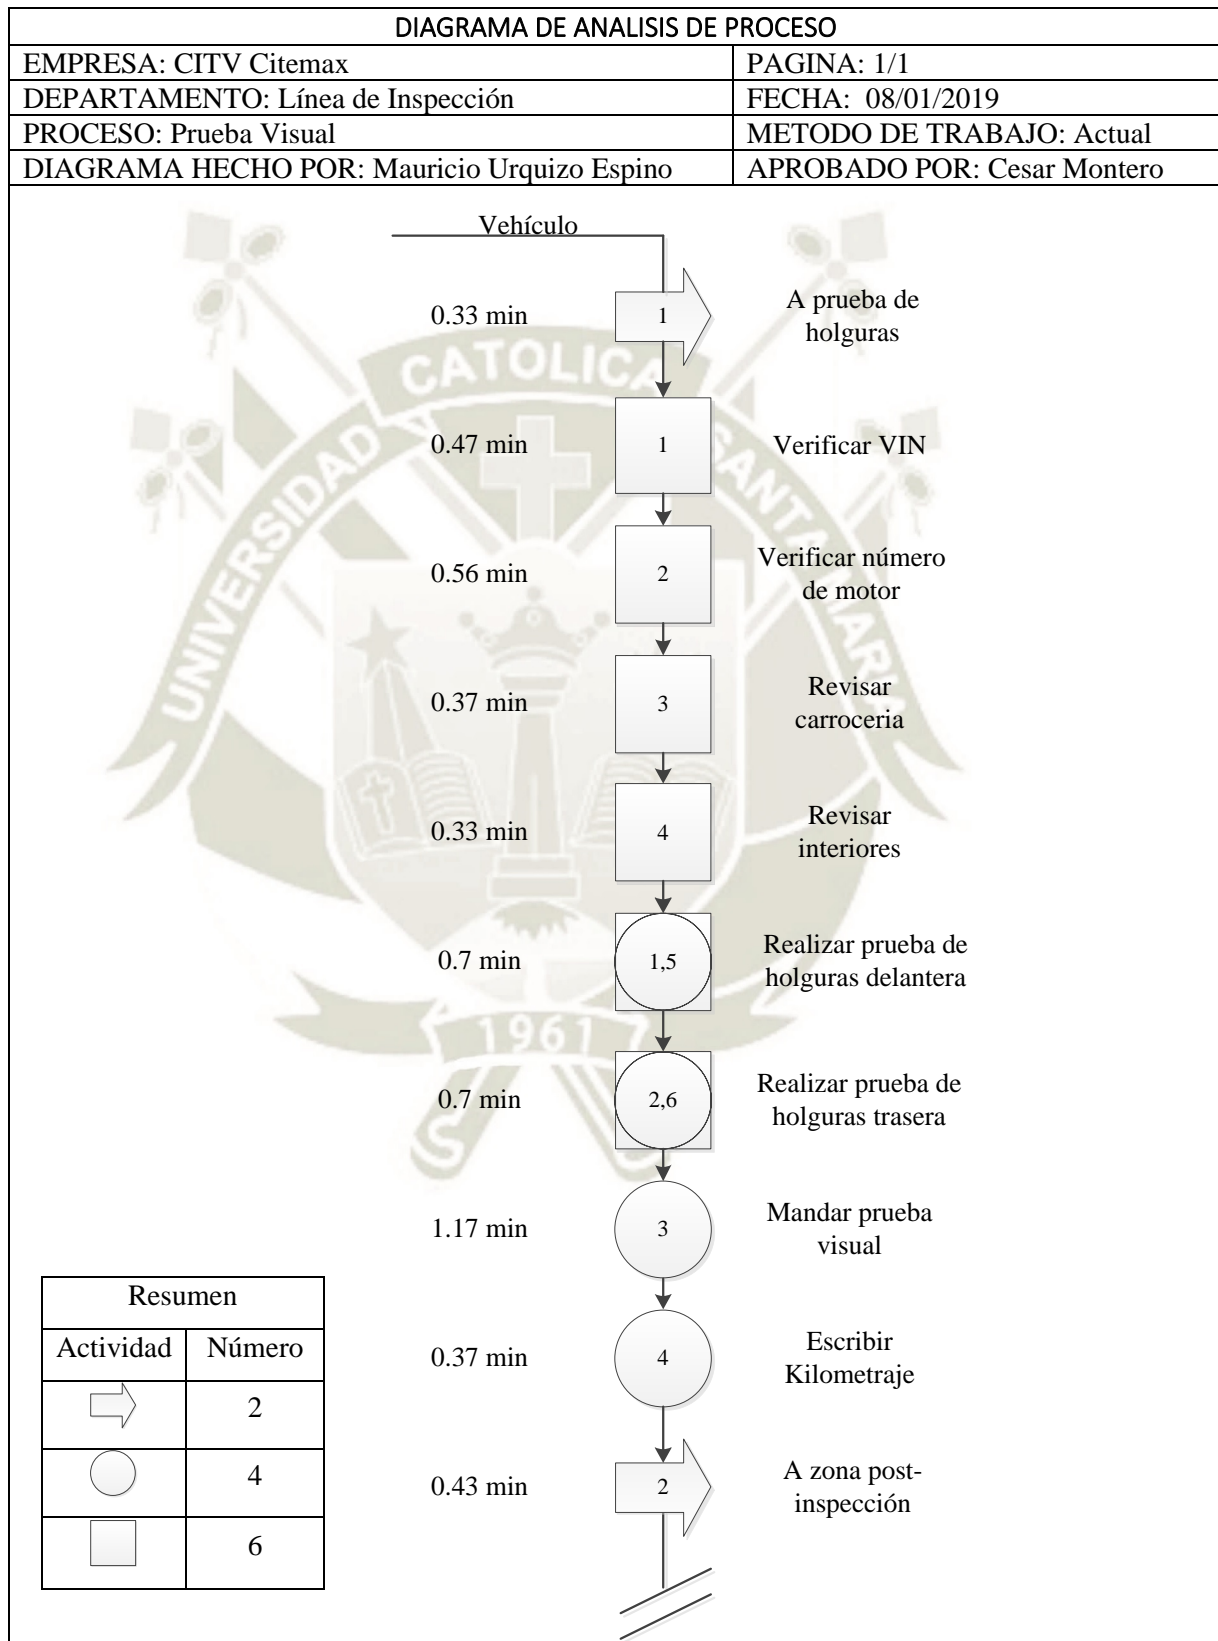 DIAGRAMA DE ANALISIS DE PROCESO
EMPRESA: CITV Citemax
PAGINA: 1/1
DEPARTAMENTO: Línea de Inspección
FECHA: 08/01/2019
PROCESO: Prueba Visual
METODO DE TRABAJO: Actual
DIAGRAMA HECHO POR: Mauricio Urquizo Espino
APROBADO POR: Cesar Montero
Vehículo
0.33 min
1
A prueba de
holguras
0.47 min
1
Verificar VIN
0.56 min
2
Verificar número
de motor
0.37 min
3
Revisar
carroceria
0.33 min
4
Revisar
interiores
0.7 min
1,5
Realizar prueba de
holguras delantera
0.7 min
2,6
Realizar prueba de
holguras trasera
1.17 min
3
Mandar prueba
visual
0.37 min
4
Escribir
Kilometraje
0.43 min
2
A zona post-
inspección
Resumen
Actividad
Número
2
4
6
UNIVERSIDAD CATOLICA SANTA MARIA
1961